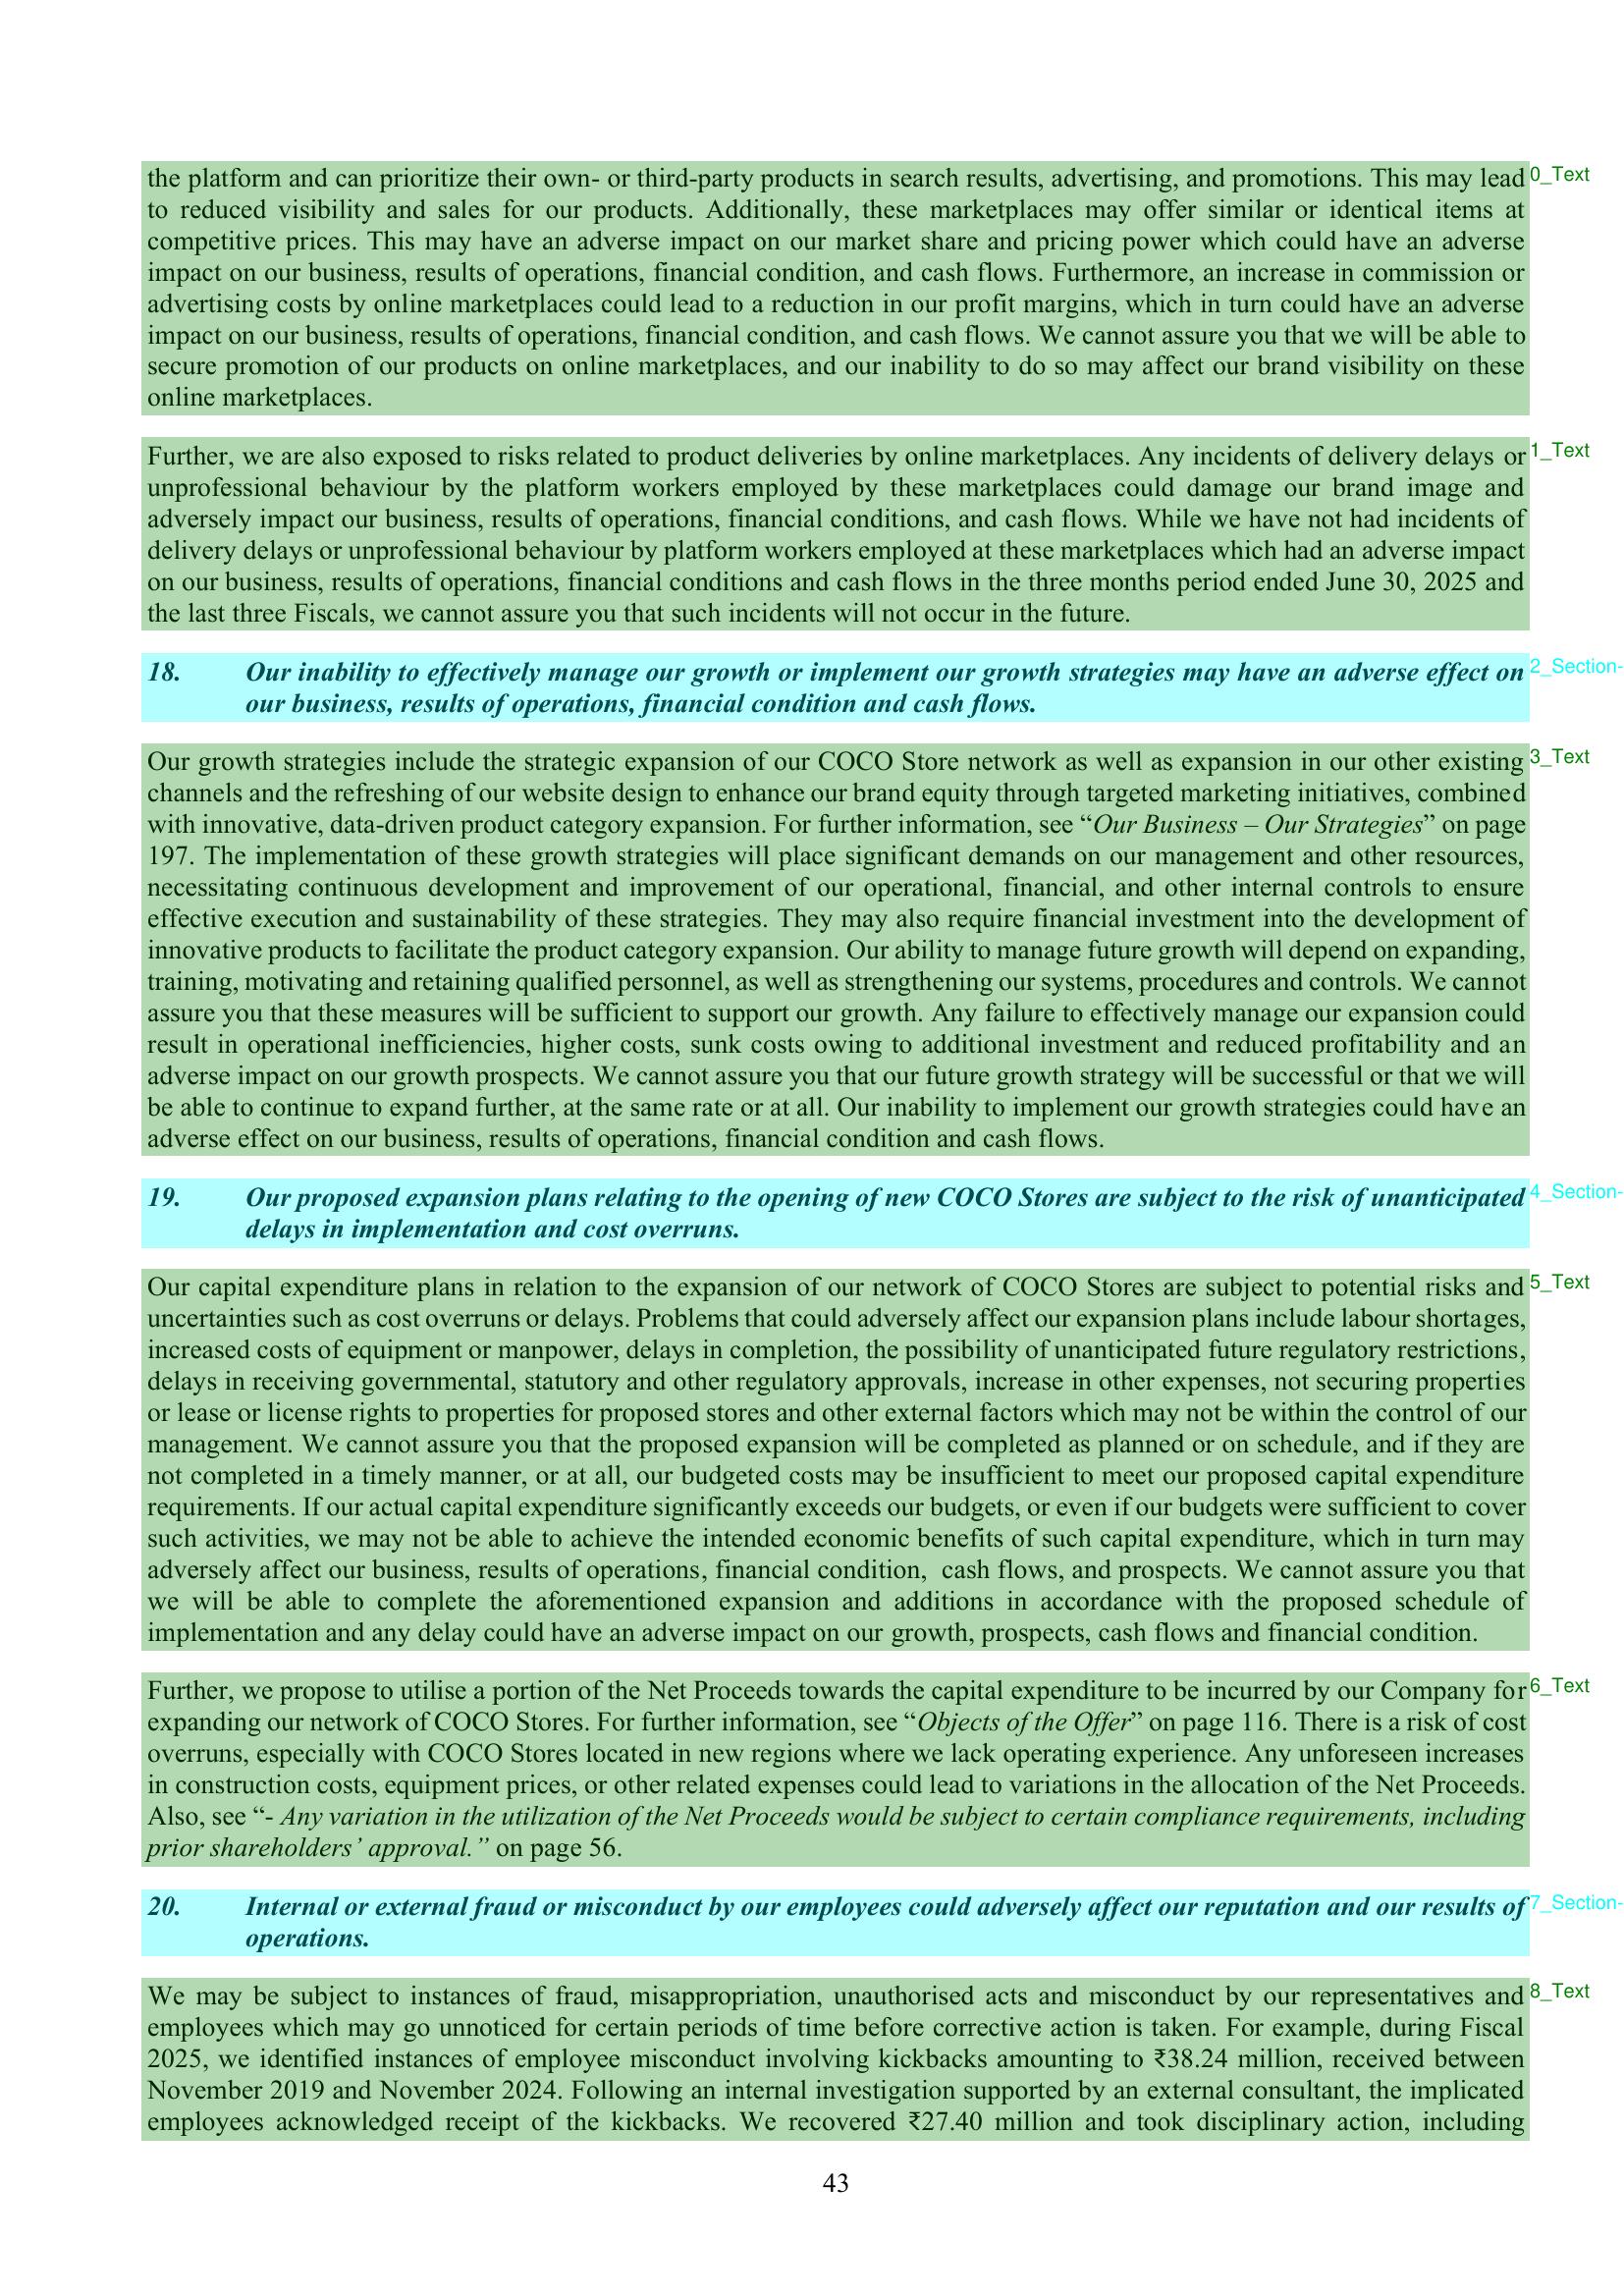 the platform and can prioritize their own- or third-party products in search results, advertising, and promotions. This may lead 0_Text
to reduced visibility and sales for our products. Additionally, these marketplaces may offer similar or identical items at
competitive prices. This may have an adverse impact on our market share and pricing power which could have an adverse
impact on our business, results of operations, financial condition, and cash flows. Furthermore, an increase in commission or
advertising costs by online marketplaces could lead to a reduction in our profit margins, which in turn could have an adverse
impact on our business, results of operations, financial condition, and cash flows. We cannot assure you that we will be able to
secure promotion of our products on online marketplaces, and our inability to do so may affect our brand visibility on these
online marketplaces.
Further, we are also exposed to risks related to product deliveries by online marketplaces. Any incidents of delivery delays or 1_Text
unprofessional behaviour by the platform workers employed by these marketplaces could damage our brand image and
adversely impact our business, results of operations, financial conditions, and cash flows. While we have not had incidents of
delivery delays or unprofessional behaviour by platform workers employed at these marketplaces which had an adverse impact
on our business, results of operations, financial conditions and cash flows in the three months period ended June 30, 2025 and
the last three Fiscals, we cannot assure you that such incidents will not occur in the future.
18. Our inability to effectively manage our growth or implement our growth strategies may have an adverse effect on 2_Section-
our business, results of operations, financial condition and cash flows.
Our growth strategies include the strategic expansion of our COCO Store network as well as expansion in our other existing 3_Text
channels and the refreshing of our website design to enhance our brand equity through targeted marketing initiatives, combined
with innovative, data-driven product category expansion. For further information, see “Our Business – Our Strategies” on page
197. The implementation of these growth strategies will place significant demands on our management and other resources,
necessitating continuous development and improvement of our operational, financial, and other internal controls to ensure
effective execution and sustainability of these strategies. They may also require financial investment into the development of
innovative products to facilitate the product category expansion. Our ability to manage future growth will depend on expanding,
training, motivating and retaining qualified personnel, as well as strengthening our systems, procedures and controls. We cannot
assure you that these measures will be sufficient to support our growth. Any failure to effectively manage our expansion could
result in operational inefficiencies, higher costs, sunk costs owing to additional investment and reduced profitability and an
adverse impact on our growth prospects. We cannot assure you that our future growth strategy will be successful or that we will
be able to continue to expand further, at the same rate or at all. Our inability to implement our growth strategies could have an
adverse effect on our business, results of operations, financial condition and cash flows.
19. Our proposed expansion plans relating to the opening of new COCO Stores are subject to the risk of unanticipated 4_Section-
delays in implementation and cost overruns.
Our capital expenditure plans in relation to the expansion of our network of COCO Stores are subject to potential risks and 5_Text
uncertainties such as cost overruns or delays. Problems that could adversely affect our expansion plans include labour shortages,
increased costs of equipment or manpower, delays in completion, the possibility of unanticipated future regulatory restrictions,
delays in receiving governmental, statutory and other regulatory approvals, increase in other expenses, not securing properties
or lease or license rights to properties for proposed stores and other external factors which may not be within the control of our
management. We cannot assure you that the proposed expansion will be completed as planned or on schedule, and if they are
not completed in a timely manner, or at all, our budgeted costs may be insufficient to meet our proposed capital expenditure
requirements. If our actual capital expenditure significantly exceeds our budgets, or even if our budgets were sufficient to cover
such activities, we may not be able to achieve the intended economic benefits of such capital expenditure, which in turn may
adversely affect our business, results of operations, financial condition, cash flows, and prospects. We cannot assure you that
we will be able to complete the aforementioned expansion and additions in accordance with the proposed schedule of
implementation and any delay could have an adverse impact on our growth, prospects, cash flows and financial condition.
Further, we propose to utilise a portion of the Net Proceeds towards the capital expenditure to be incurred by our Company for 6_Text
expanding our network of COCO Stores. For further information, see “Objects of the Offer” on page 116. There is a risk of cost
overruns, especially with COCO Stores located in new regions where we lack operating experience. Any unforeseen increases
in construction costs, equipment prices, or other related expenses could lead to variations in the allocation of the Net Proceeds.
Also, see “- Any variation in the utilization of the Net Proceeds would be subject to certain compliance requirements, including
prior shareholders’ approval.” on page 56.
20. Internal or external fraud or misconduct by our employees could adversely affect our reputation and our results of 7_Section-
operations.
We may be subject to instances of fraud, misappropriation, unauthorised acts and misconduct by our representatives and 8_Text
employees which may go unnoticed for certain periods of time before corrective action is taken. For example, during Fiscal
2025, we identified instances of employee misconduct involving kickbacks amounting to ₹38.24 million, received between
November 2019 and November 2024. Following an internal investigation supported by an external consultant, the implicated
employees acknowledged receipt of the kickbacks. We recovered ₹27.40 million and took disciplinary action, including
43